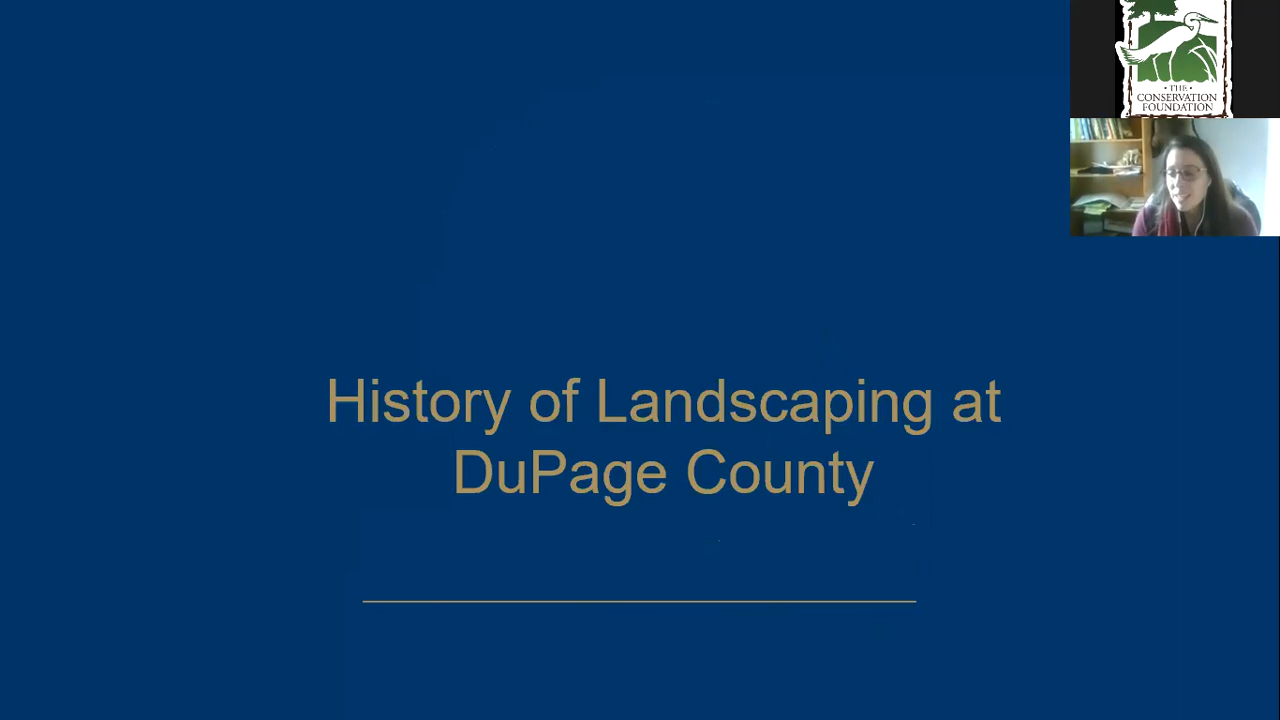 History of Landscaping at
DuPage County
• THE •
CONSERVATION
FOUNDATION